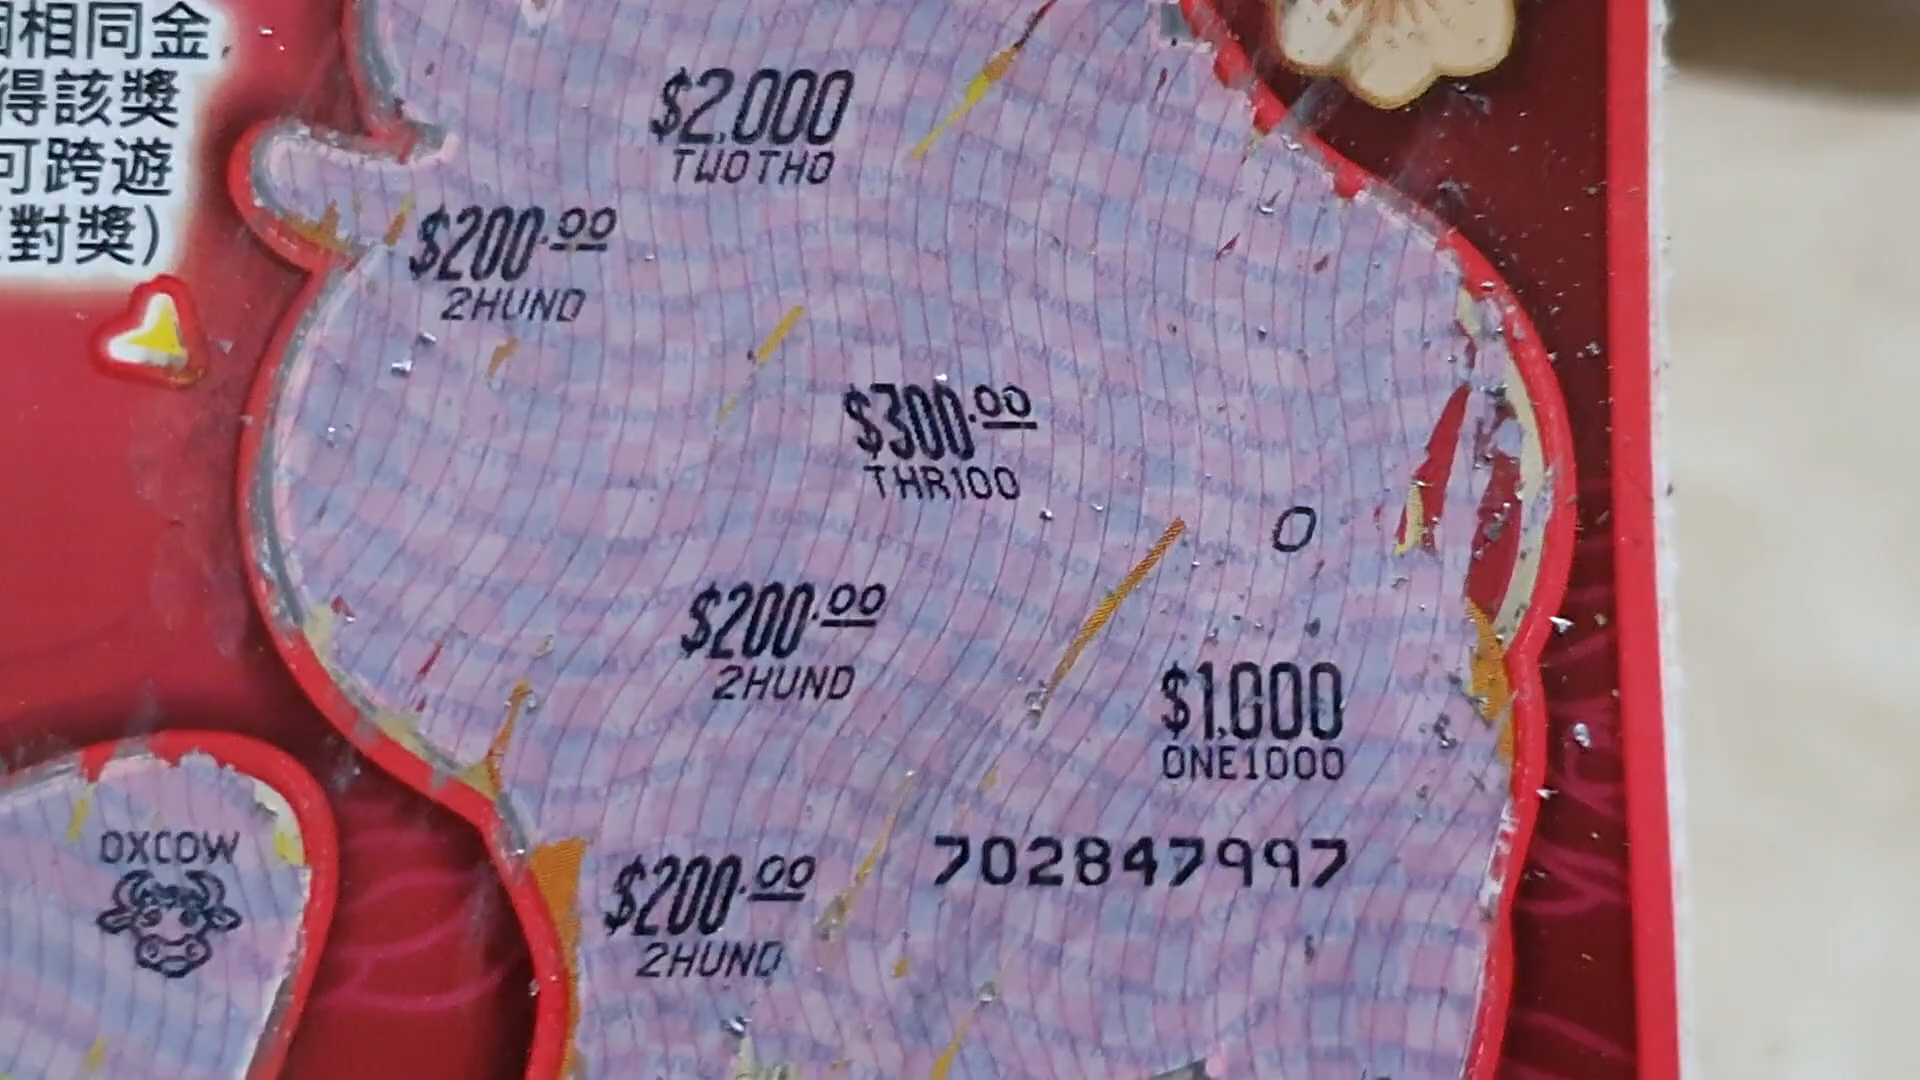 相同金
得該獎
可跨遊
對獎)
$2,000
TWOTHO
$200.00
2HUND
$300.00
THR100
0
$200.00
2HUND
$1,000
ONE1000
702847997
$200.00
2HUND
OXCOW